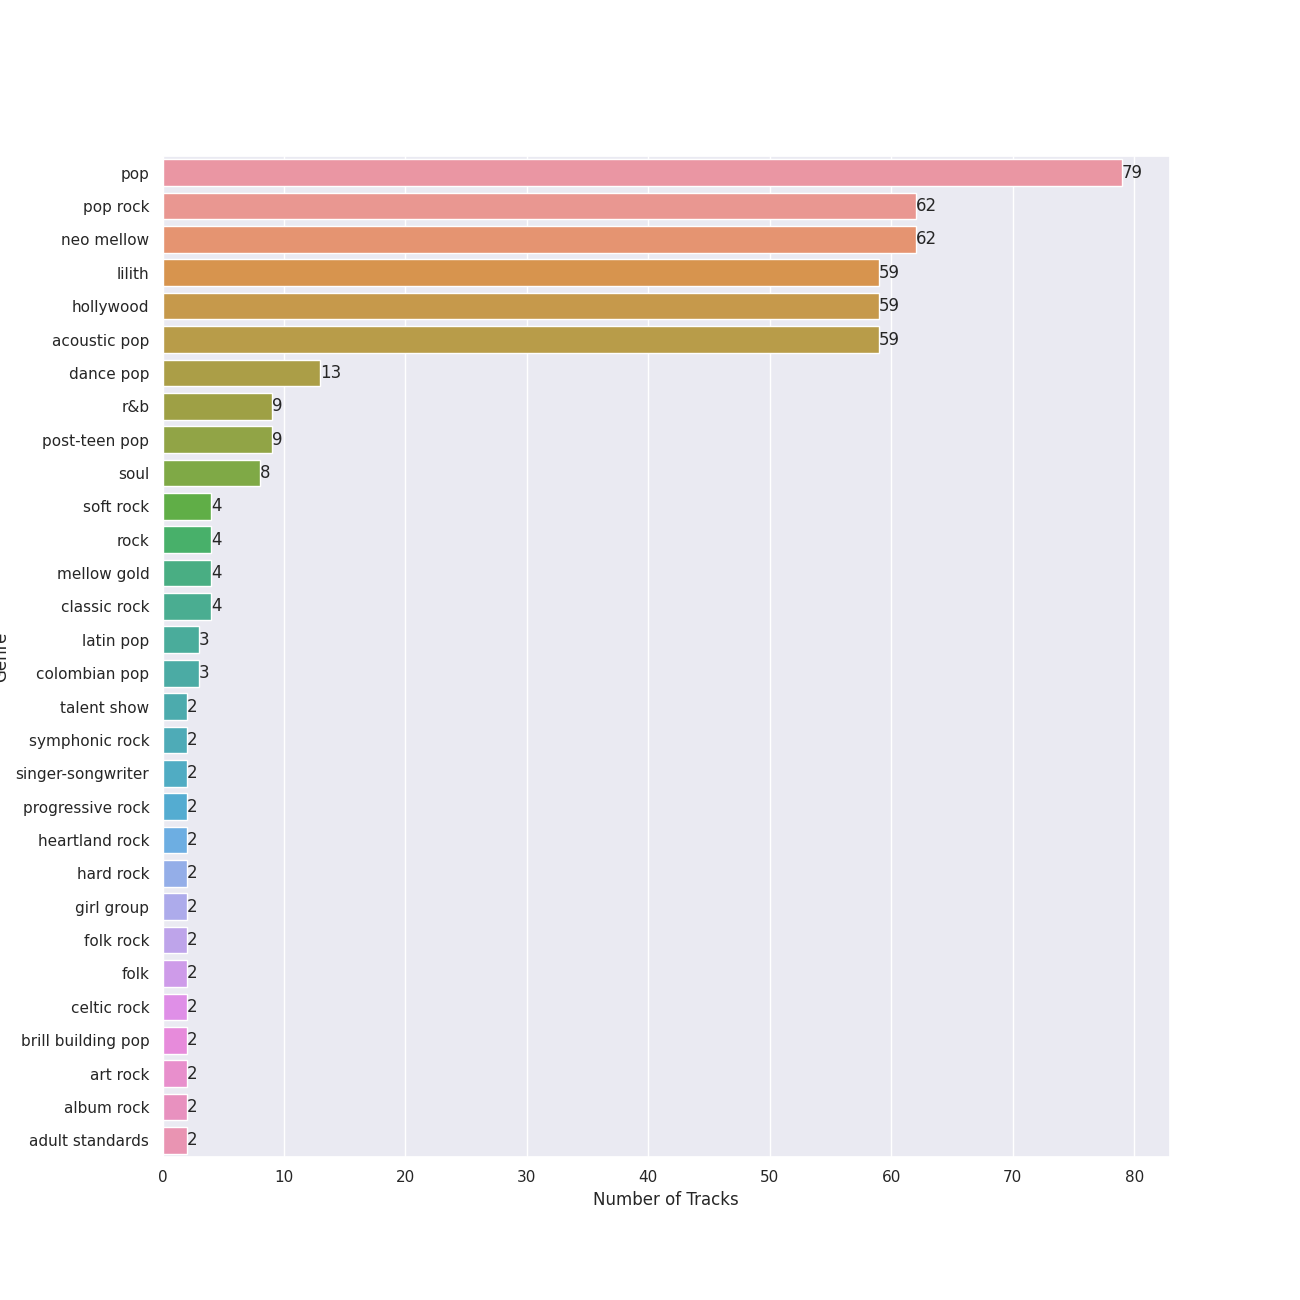 pop 79
pop rock 62
neo mellow 62
lilith 59
hollywood 59
acoustic pop 59
dance pop 13
r&b 9
post-teen pop 9
soul 8
soft rock 4
rock 4
mellow gold 4
classic rock 4
latin pop 3
Genre
colombian pop 3
talent show 2
symphonic rock 2
singer-songwriter 2
progressive rock 2
heartland rock 2
hard rock 2
girl group 2
folk rock 2
folk 2
celtic rock 2
brill building pop 2
art rock 2
album rock 2
adult standards 2
0 10 20 30 40 50 60 70 80
Number of Tracks